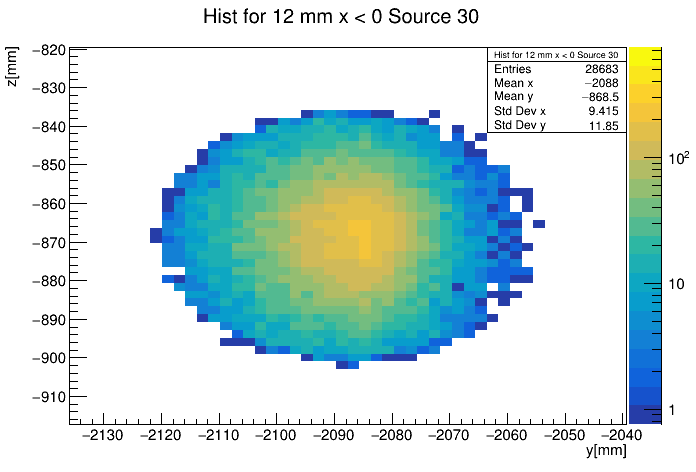 Hist for 12 mm x < 0 Source 30
z[mm]
−820
−830
−840
−850
−860
−870
−880
−890
−900
−910
Hist for 12 mm x < 0 Source 30
Entries 28683
Mean x −2088
Mean y −868.5
Std Dev x 9.415
Std Dev y 11.85
10²
10
1
−2130 −2120 −2110 −2100 −2090 −2080 −2070 −2060 −2050 −2040
y[mm]